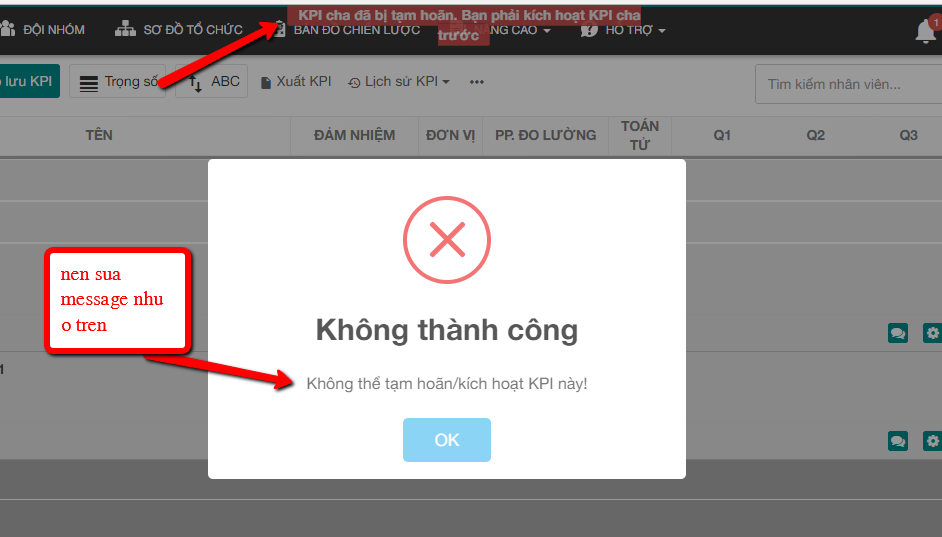 KPI cha đã bị tạm hoãn. Bạn phải kích hoạt KPI cha
trước
ĐỘI NHÓM SƠ ĐỒ TỔ CHỨC BẢN ĐỒ CHIẾN LƯỢC NÂNG CAO HỖ TRỢ 1
lưu KPI Trọng số ABC Xuất KPI Lịch sử KPI ••• Tìm kiếm nhân viên...
TÊN ĐẢM NHIỆM ĐƠN VỊ PP. ĐO LƯỜNG TOÁN
TỬ Q1 Q2 Q3
nen sua
message nhu
o tren
Không thành công
1
Không thể tạm hoãn/kích hoạt KPI này!
OK